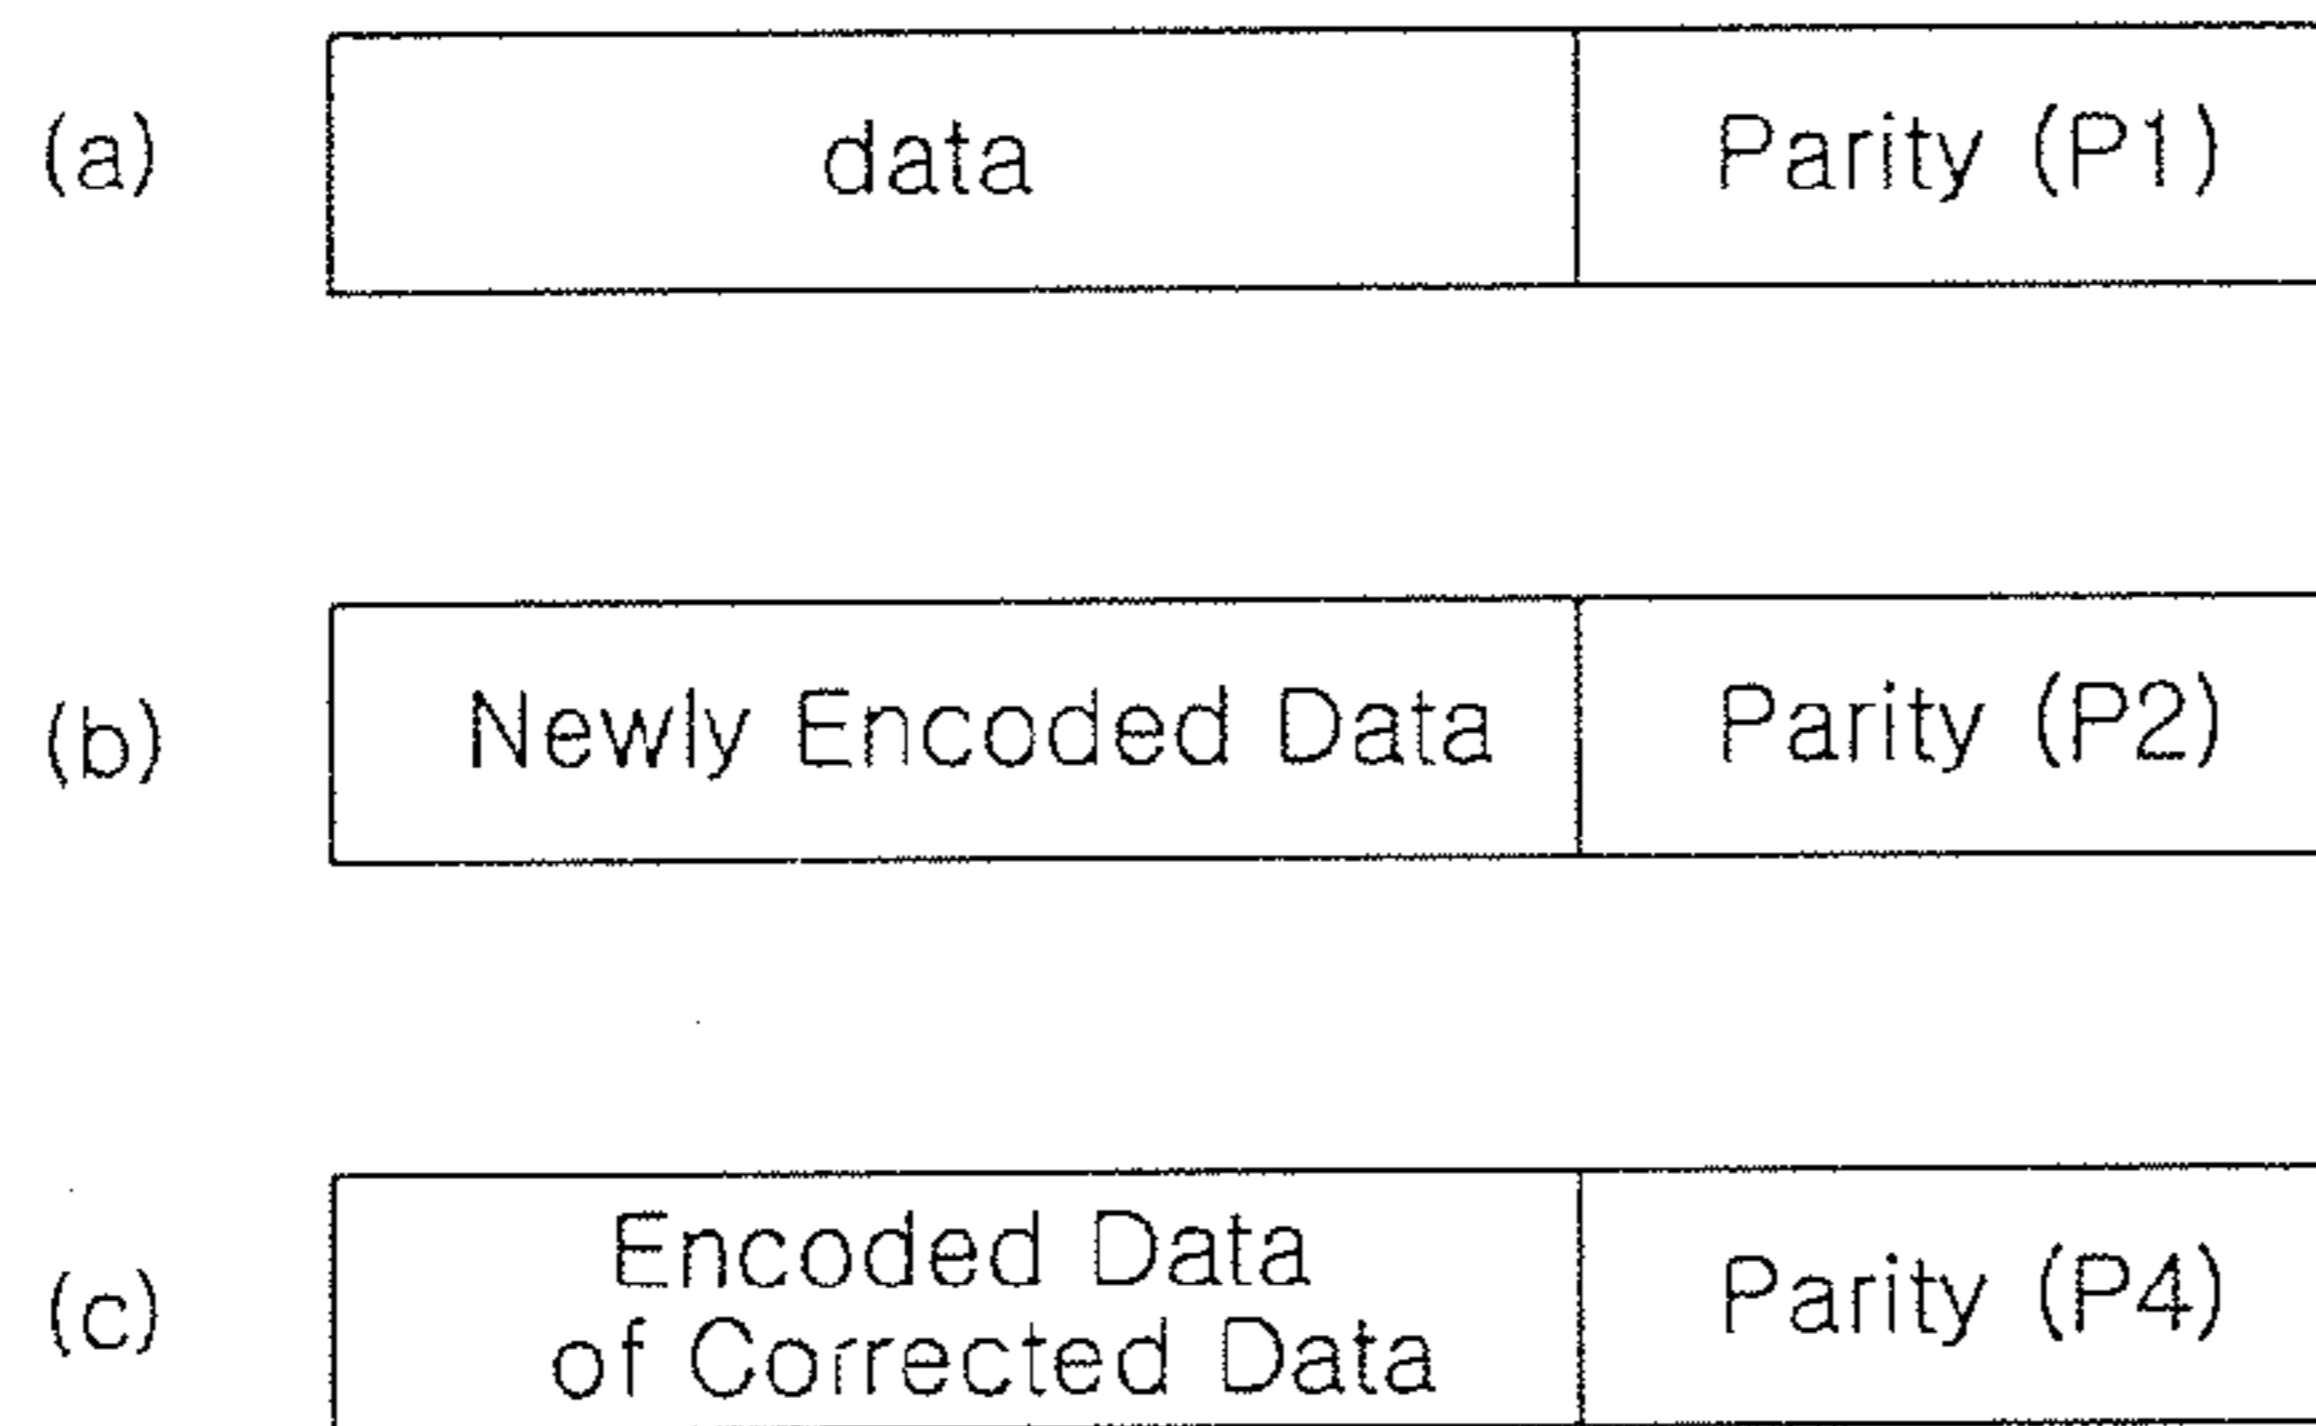 (a) data Parity (P1)
(b) Newly Encoded Data Parity (P2)
Encoded Data
(c) of Corrected Data Parity (P4)